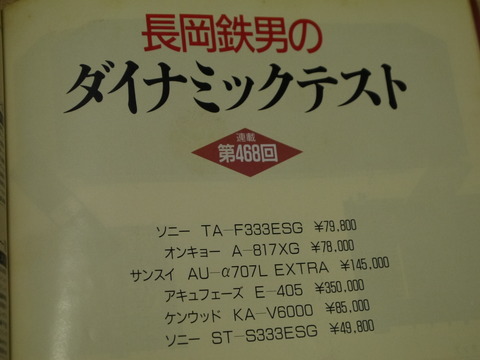 長岡鉄男の
ダイナミックテスト
連載
第468回
ソニー TA-F333ESG ¥79.800
オンキョー A-817XG ¥78.000
サンスイ AU-α707L EXTRA ¥145.000
アキュフェーズ E-405 ¥350.000
ケンウッド KA-V6000 ¥85.000
ソニー ST-S333ESG ¥49.800